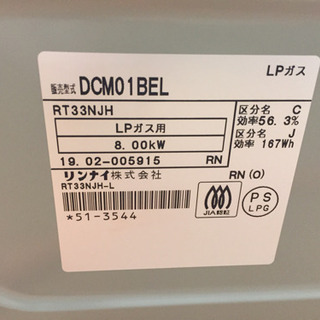 LPガス
販売型式 DCM01BEL
RT33NJH
LPガス用
8.00kW
19.02-005915 RN
リンナイ株式会社
RT33NJH-L
*51-3544
区分名 C
効率56.3%
区分名 J
効率 167Wh
RN(O)
JIA認証
PS
LPG